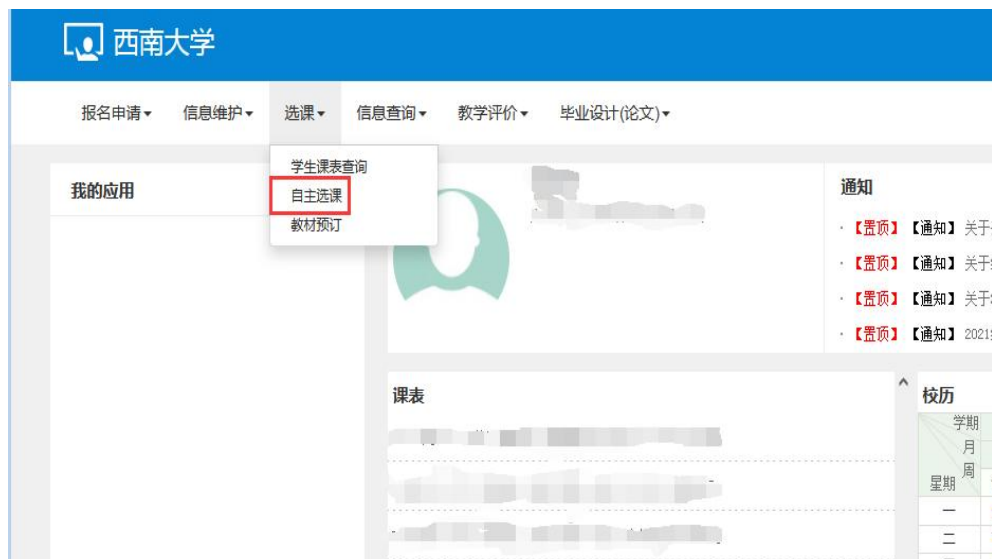 西南大学
报名申请 信息维护 选课 信息查询 教学评价 毕业设计(论文)
学生课表查询
自主选课
教材预订
我的应用
通知
·【置顶】【通知】关于
·【置顶】【通知】关于
·【置顶】【通知】关于
·【置顶】【通知】2021
课表
校历
学期
月
周
星期
一
二